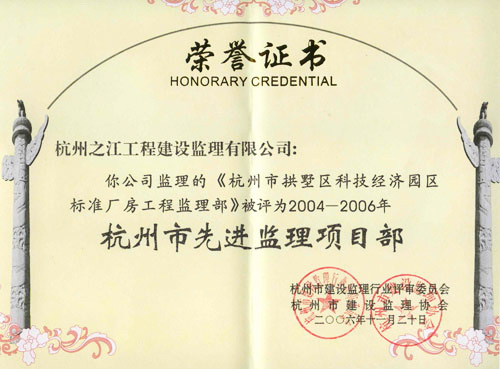 荣誉证书
HONORARY CREDENTIAL
杭州之江工程建设监理有限公司:
你公司监理的《杭州市拱墅区科技经济园区
标准厂房工程监理部》被评为2004—2006年
杭州市先进监理项目部
杭州市建设监理行业评审委员会
杭州市建设监理协会
二〇〇六年十一月二十日